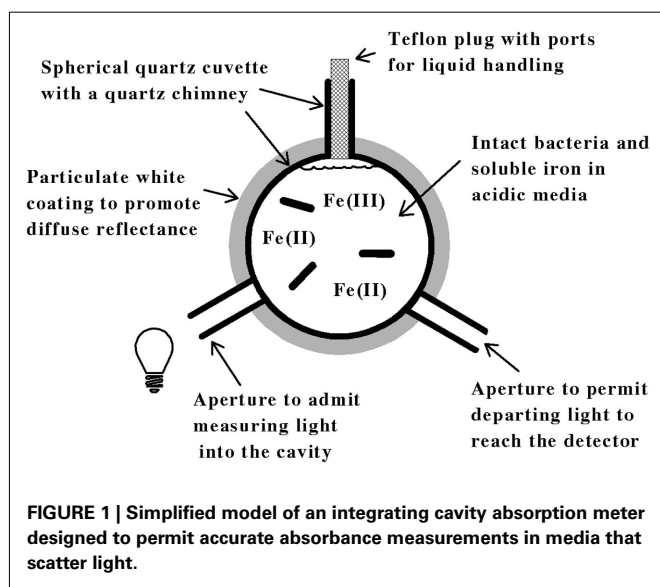 Teflon plug with ports
for liquid handling
Spherical quartz cuvette
with a quartz chimney
Intact bacteria and
soluble iron in
acidic media
Particulate white
coating to promote
diffuse reflectance
Fe(III)
Fe(II)
Fe(II)
Aperture to admit
measuring light
into the cavity
Aperture to permit
departing light to
reach the detector
FIGURE 1 | Simplified model of an integrating cavity absorption meter
designed to permit accurate absorbance measurements in media that
scatter light.